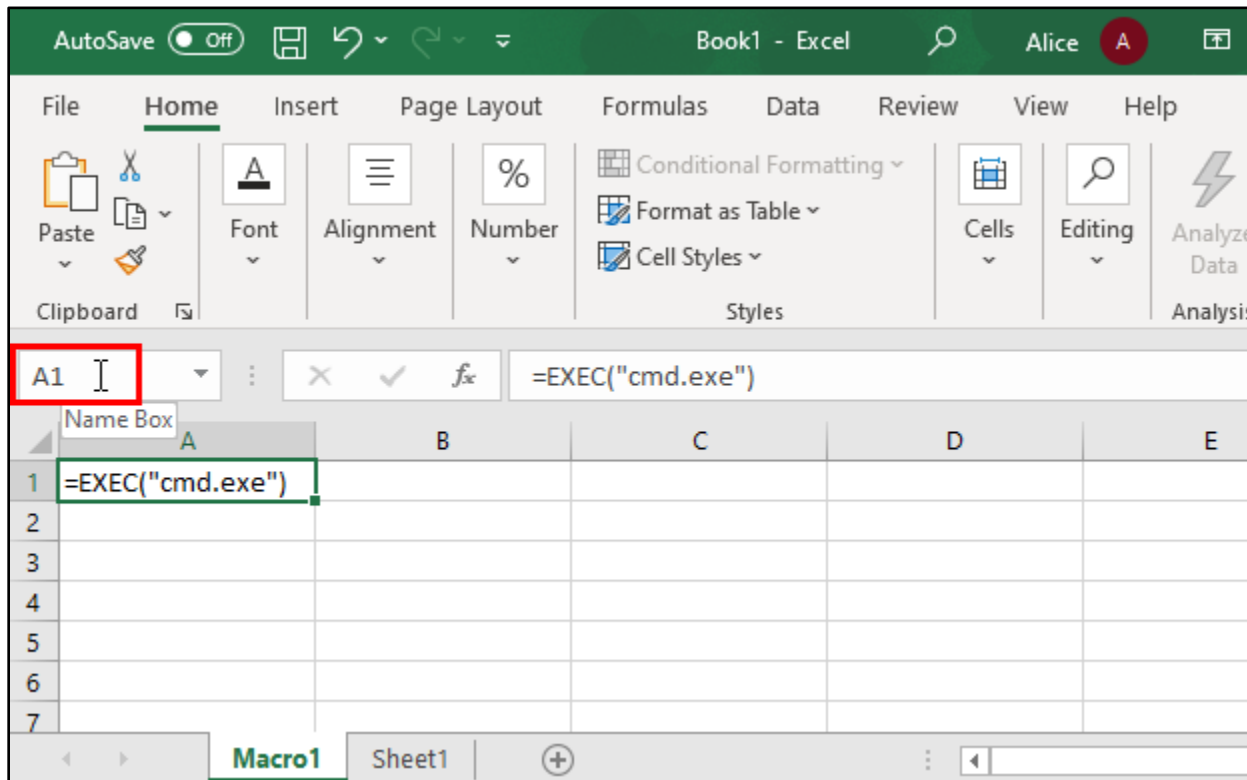 AutoSave Off Book1 - Excel Alice A
File Home Insert Page Layout Formulas Data Review View Help
Paste
Clipboard
A
Font
Alignment
%
Number
Conditional Formatting
Format as Table
Cell Styles
Styles
Cells
Editing
Analyze
Data
Analysis
A1 fx =EXEC("cmd.exe")
Name Box
A B C D E
1 =EXEC("cmd.exe")
2
3
4
5
6
7
Macro1 Sheet1